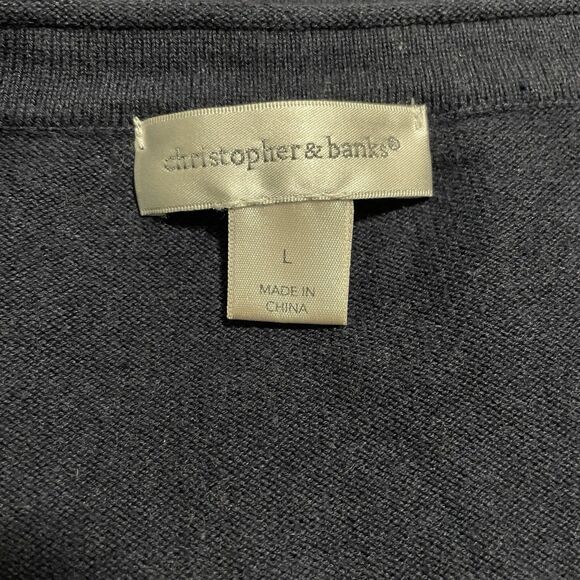 christopher & banks®
L
MADE IN
CHINA